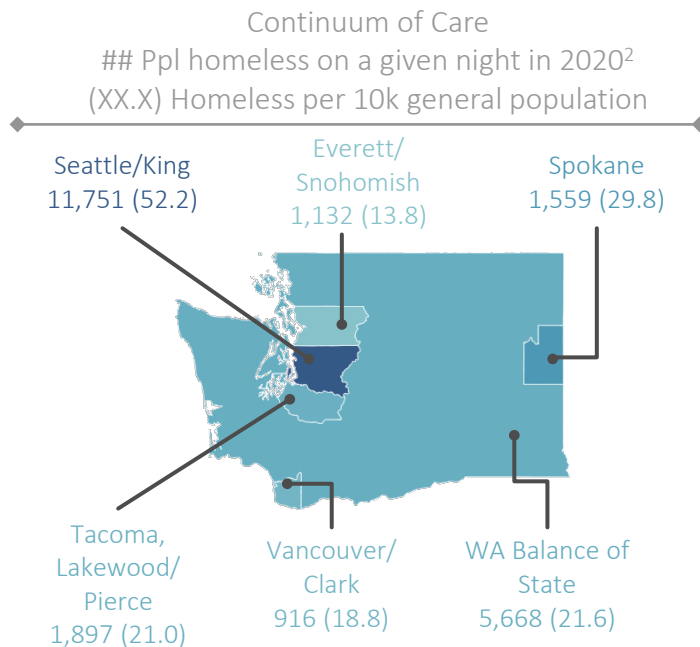 Continuum of Care
## Ppl homeless on a given night in 2020²
(XX.X) Homeless per 10k general population
Seattle/King
11,751 (52.2)
Everett/
Snohomish
1,132 (13.8)
Spokane
1,559 (29.8)
Tacoma,
Lakewood/
Pierce
1,897 (21.0)
Vancouver/
Clark
916 (18.8)
WA Balance of
State
5,668 (21.6)